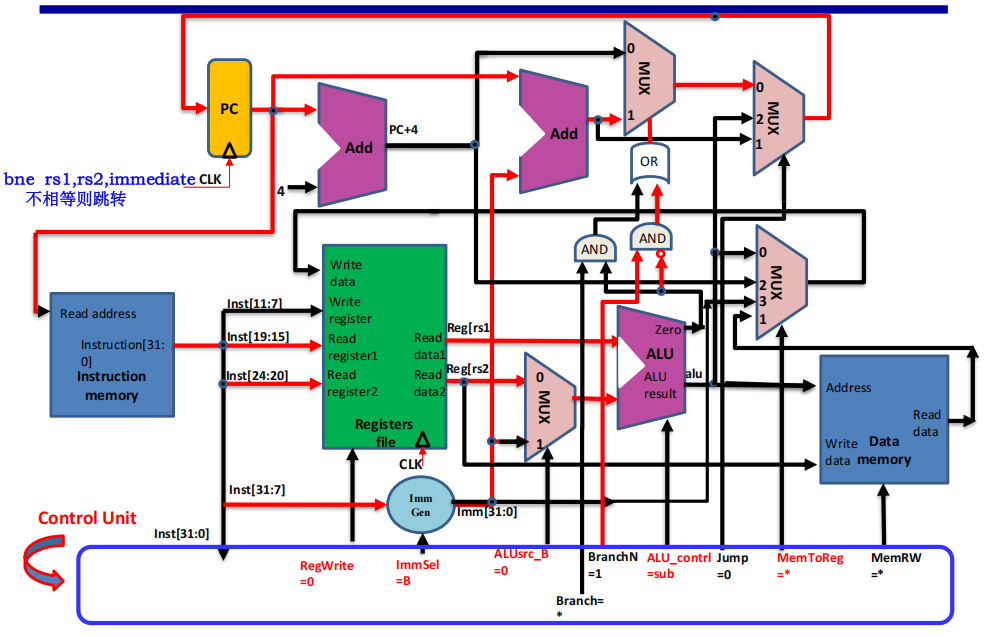 0
MUX
1
0
2
MUX
1
PC
Add
PC+4
Add
OR
bne rs1,rs2,immediate
不相等则跳转
CLK
4
AND
AND
0
2
3
1
MUX
Write
data
Write
register
Read
register1
Read
register2
Read
data1
Read
data2
Registers
file
CLK
Read address
Instruction[31:
0]
Instruction
memory
Inst[11:7]
Inst[19:15]
Inst[24:20]
Reg[rs1
Reg[rs2
0
MUX
1
Zero
ALU
ALU
result
alu
Address
Read
data
Write
data
Data
memory
Inst[31:7]
Imm
Gen
Imm[31:0]
Control Unit
Inst[31:0]
RegWrite
=0
ImmSel
=B
ALUsrc_B
=0
BranchN
=1
ALU_contrl
=sub
Jump
=0
MemToReg
=*
MemRW
=*
Branch=
*